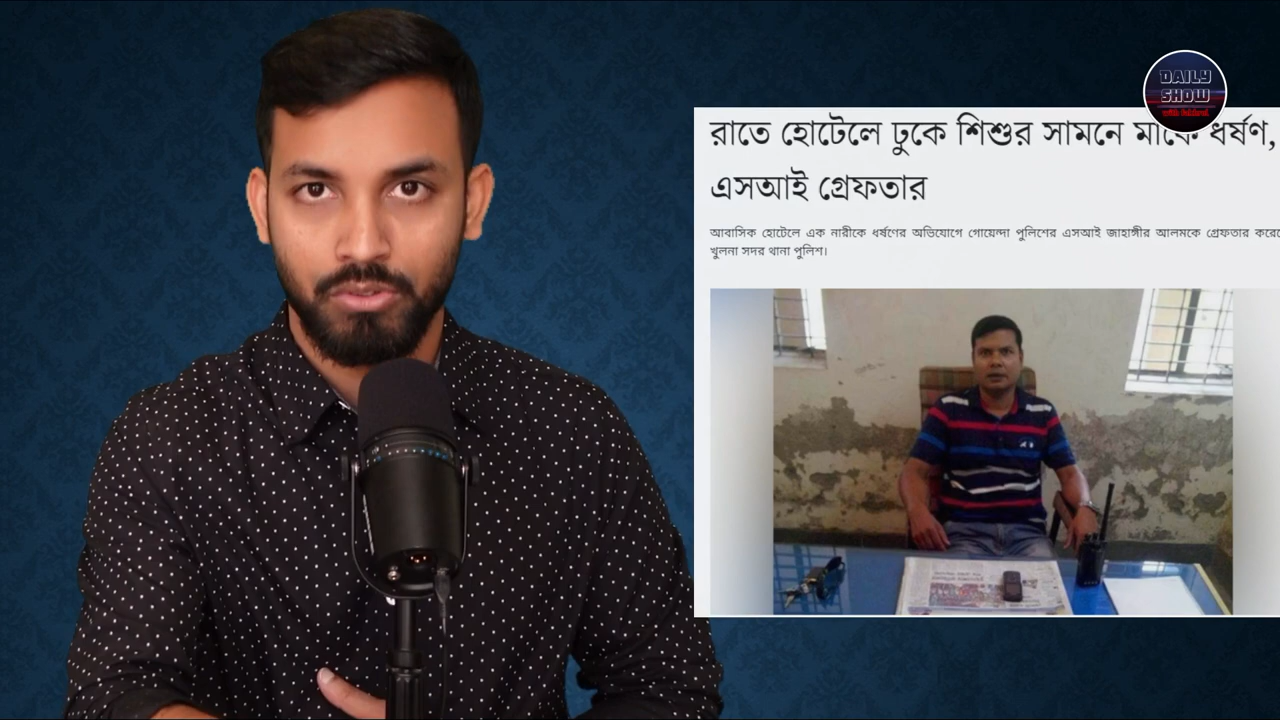 DAILY
SHOW
রাতে হোটেলে ঢুকে শিশুর সামনে মাকে ধর্ষণ,
এসআই গ্রেফতার
আবাসিক হোটেলে এক নারীকে ধর্ষণের অভিযোগে গোয়েন্দা পুলিশের এসআই জাহাঙ্গীর আলমকে গ্রেফতার করেছে
খুলনা সদর থানা পুলিশ।